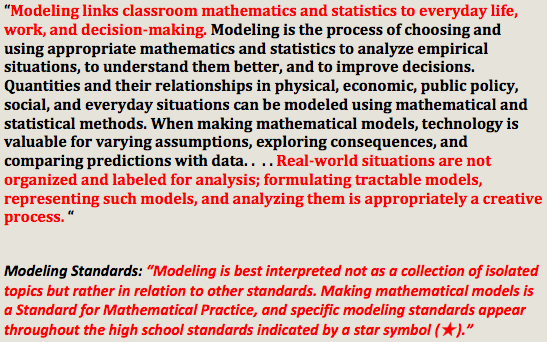 “Modeling links classroom mathematics and statistics to everyday life,
work, and decision-making. Modeling is the process of choosing and
using appropriate mathematics and statistics to analyze empirical
situations, to understand them better, and to improve decisions.
Quantities and their relationships in physical, economic, public policy,
social, and everyday situations can be modeled using mathematical and
statistical methods. When making mathematical models, technology is
valuable for varying assumptions, exploring consequences, and
comparing predictions with data. . . . Real-world situations are not
organized and labeled for analysis; formulating tractable models,
representing such models, and analyzing them is appropriately a creative
process. “
Modeling Standards: “Modeling is best interpreted not as a collection of isolated
topics but rather in relation to other standards. Making mathematical models is
a Standard for Mathematical Practice, and specific modeling standards appear
throughout the high school standards indicated by a star symbol (★).”